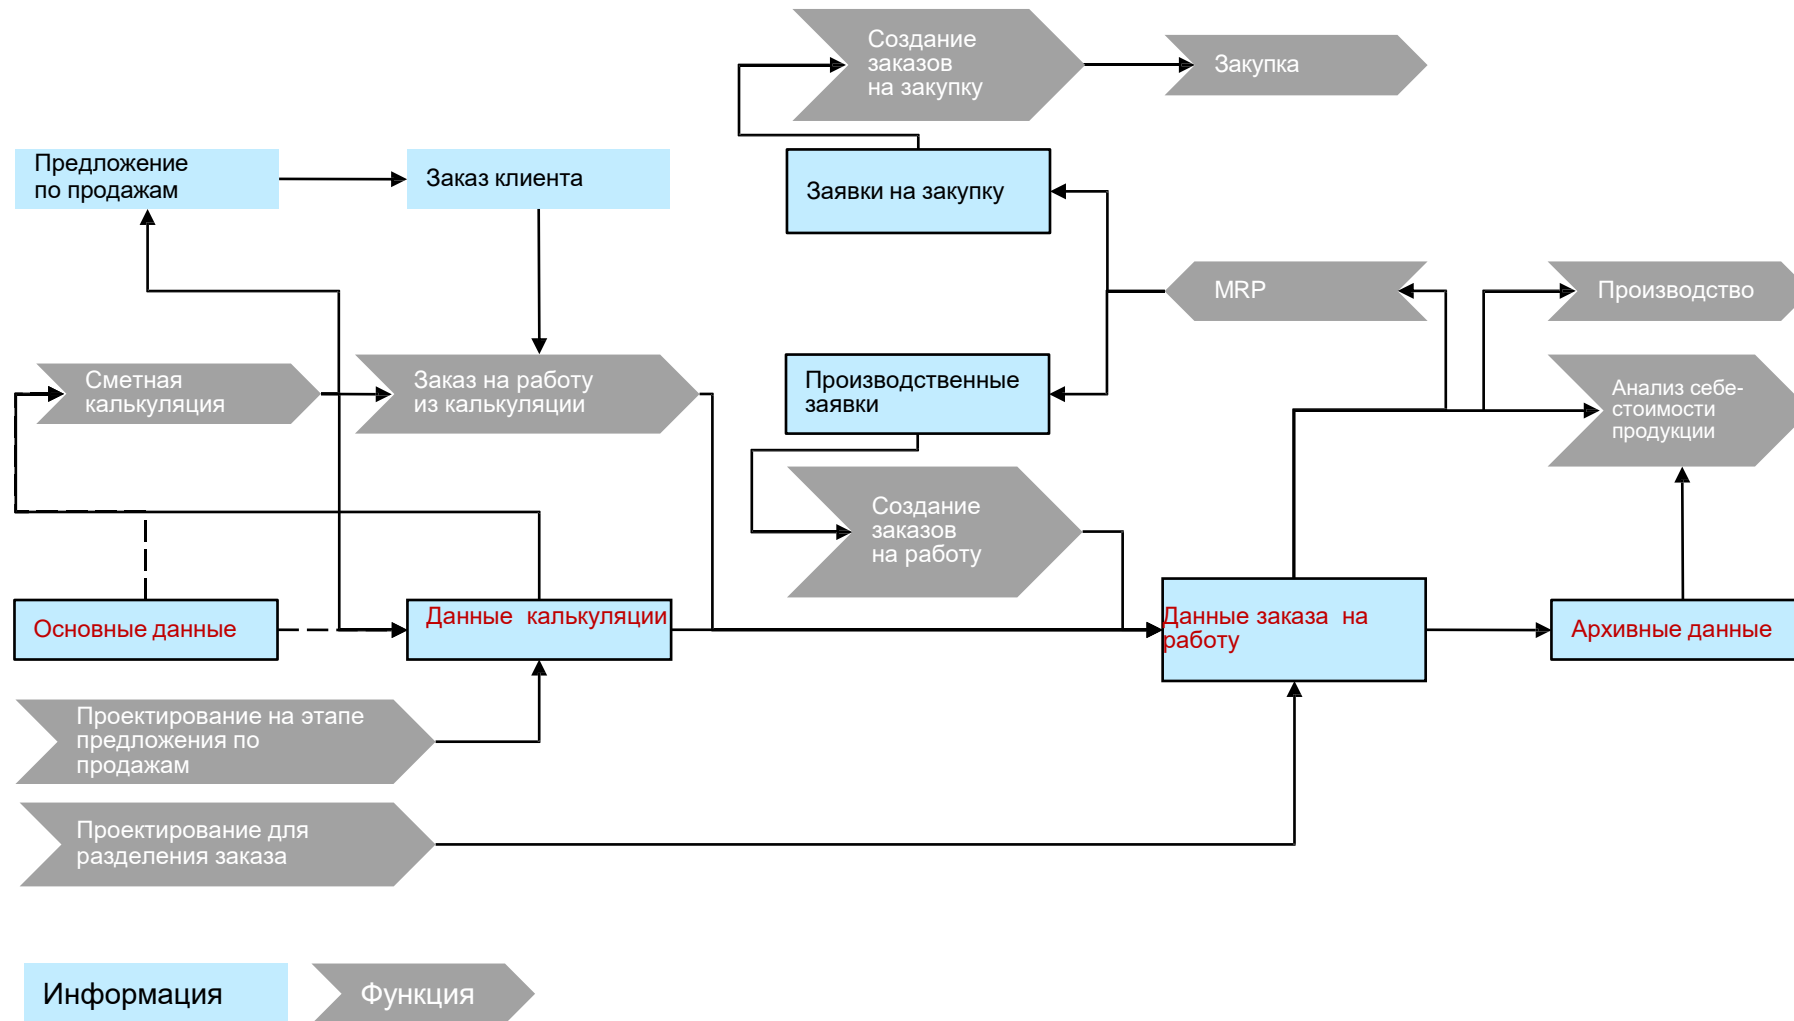 Создание
заказов
на закупку
Закупка
Предложение
по продажам
Заказ клиента
Заявки на закупку
MRP
Производство
Сметная
калькуляция
Заказ на работу
из калькуляции
Производственные
заявки
Анализ себе-
стоимости
продукции
Создание
заказов
на работу
Основные данные
Данные калькуляции
Данные заказа на
работу
Архивные данные
Проектирование на этапе
предложения по
продажам
Проектирование для
разделения заказа
Информация
Функция